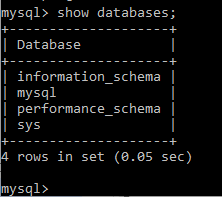 mysql> show databases;
+--------------------+
| Database           |
+--------------------+
| information_schema |
| mysql              |
| performance_schema |
| sys                |
+--------------------+
4 rows in set (0.05 sec)
mysql>